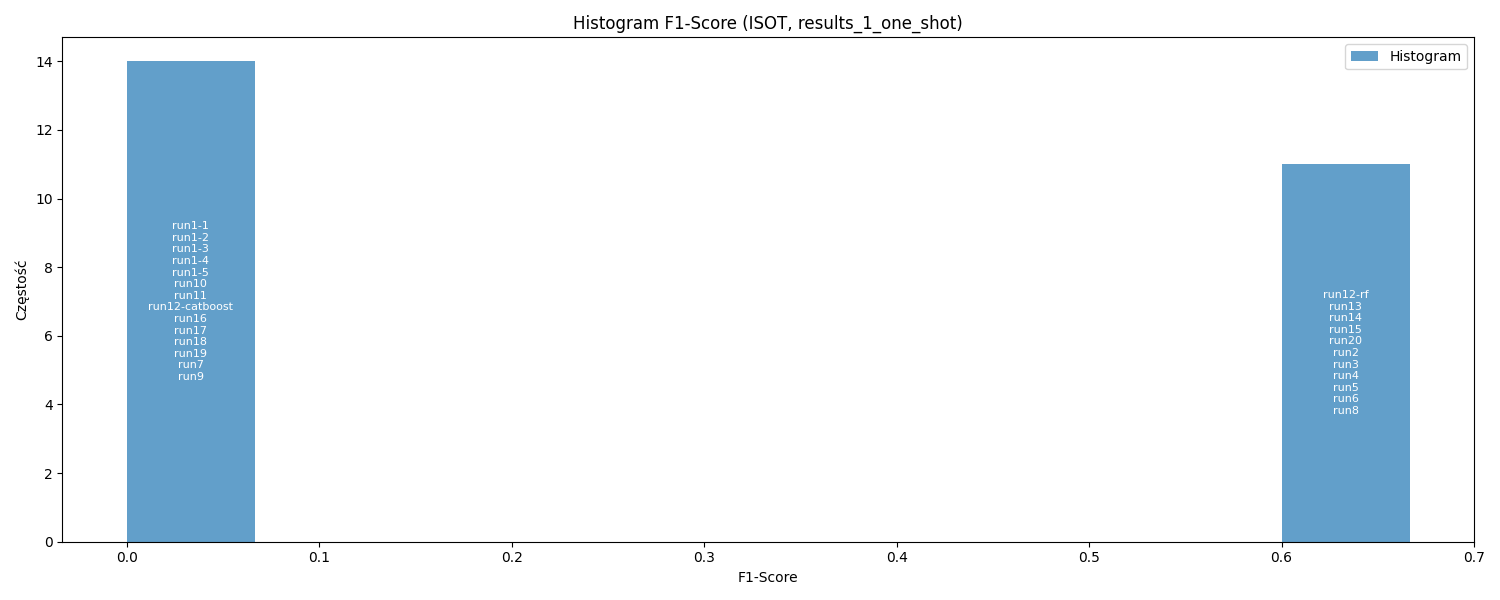 Histogram F1-Score (ISOT, results_1_one_shot)
Histogram
Częstość
14
12
10
8
6
4
2
0
run1-1
run1-2
run1-3
run1-4
run1-5
run10
run11
run12-catboost
run16
run17
run18
run19
run7
run9
run12-rf
run13
run14
run15
run20
run2
run3
run4
run5
run6
run8
0.0 0.1 0.2 0.3 0.4 0.5 0.6 0.7
F1-Score